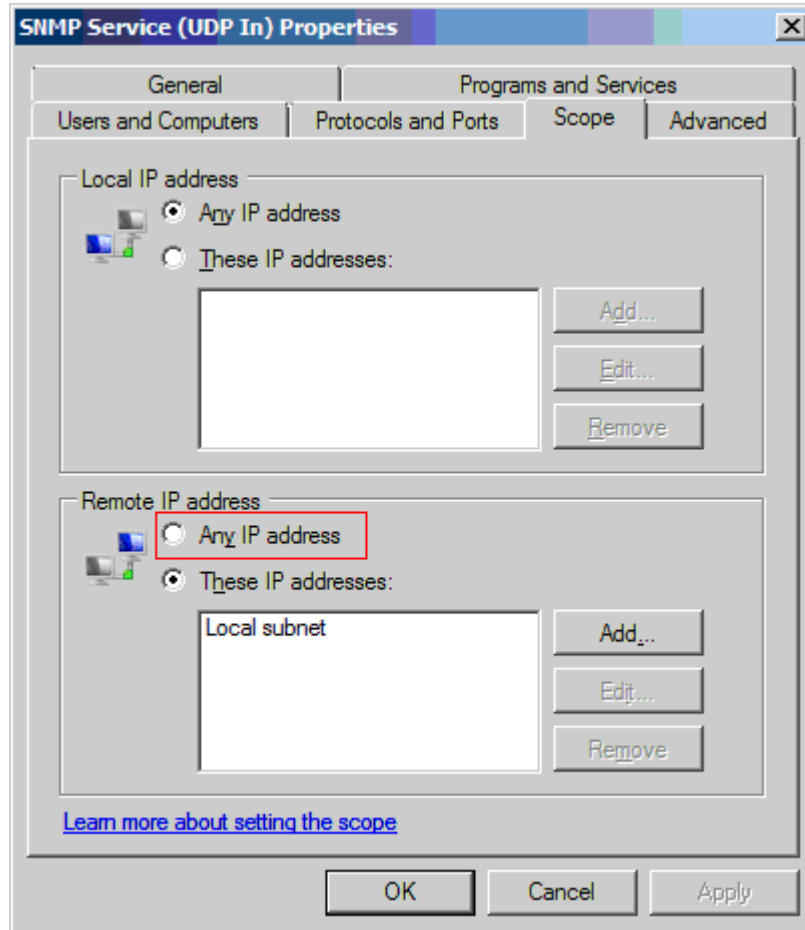 SNMP Service (UDP In) Properties
General
Programs and Services
Users and Computers
Protocols and Ports
Scope
Advanced
Local IP address
Any IP address
These IP addresses:
Add...
Edit...
Remove
Remote IP address
Any IP address
These IP addresses:
Local subnet
Add...
Edit...
Remove
Learn more about setting the scope
OK
Cancel
Apply